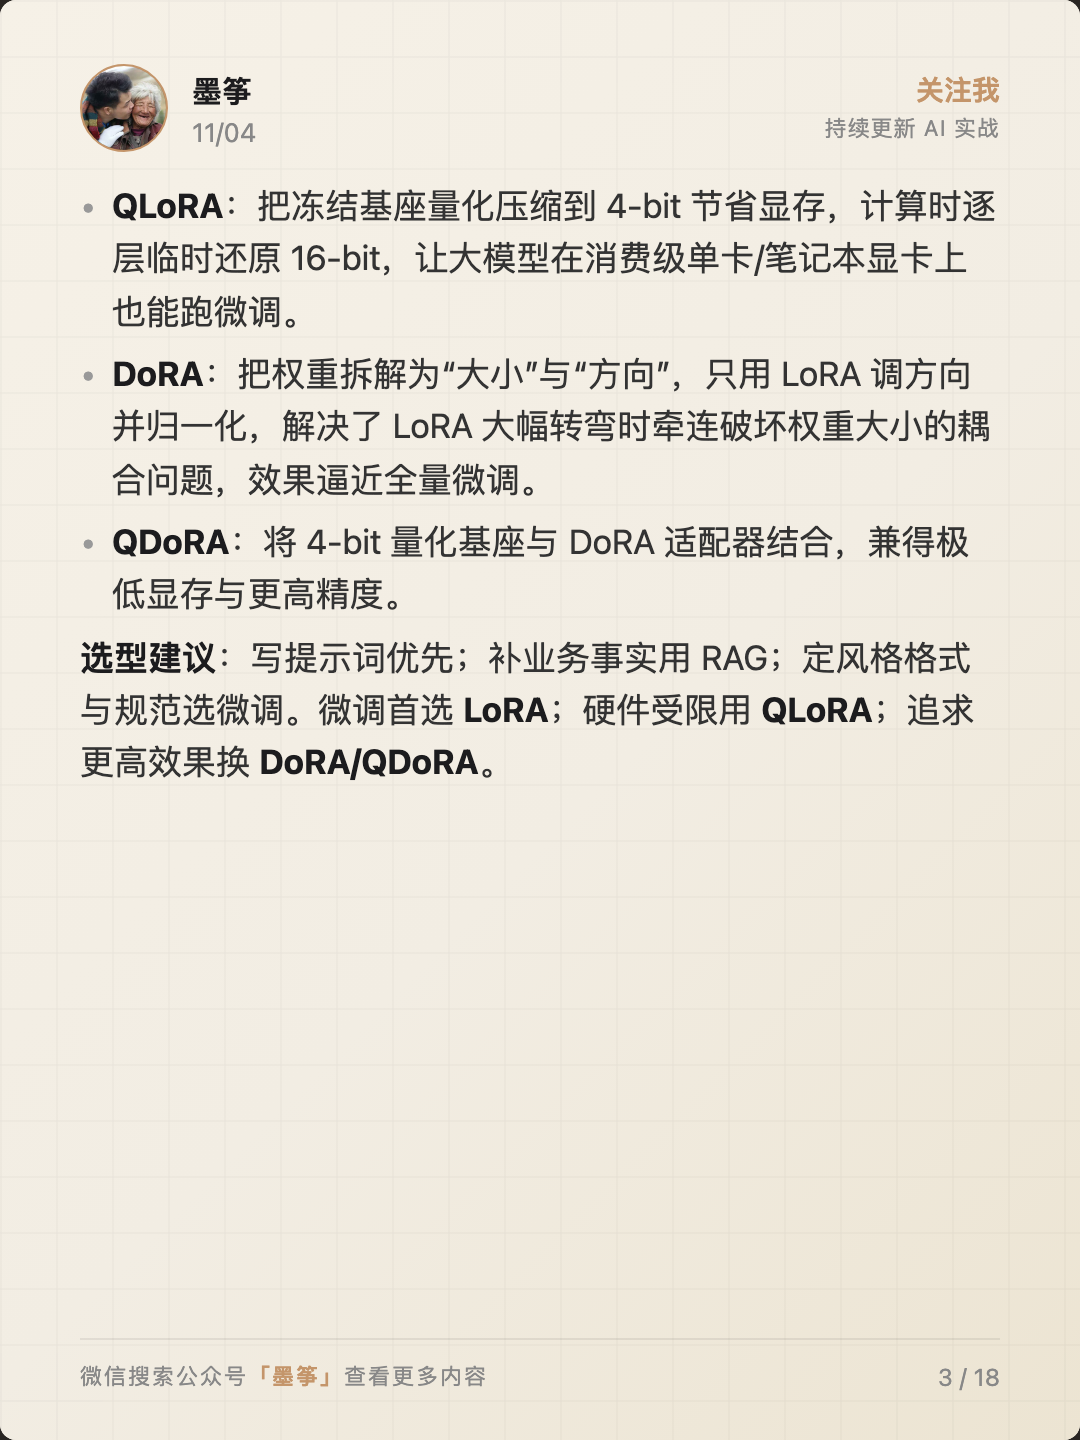 墨筝
11/04
关注我
持续更新 AI 实战
• QLoRA：把冻结基座量化压缩到 4-bit 节省显存，计算时逐
层临时还原 16-bit，让大模型在消费级单卡/笔记本显卡上
也能跑微调。
• DoRA：把权重拆解为“大小”与“方向”，只用 LoRA 调方向
并归一化，解决了 LoRA 大幅转弯时牵连破坏权重大小的耦
合问题，效果逼近全量微调。
• QDoRA：将 4-bit 量化基座与 DoRA 适配器结合，兼得极
低显存与更高精度。
选型建议：写提示词优先；补业务事实用 RAG；定风格格式
与规范选微调。微调首选 LoRA；硬件受限用 QLoRA；追求
更高效果换 DoRA/QDoRA。
微信搜索公众号「墨筝」查看更多内容
3 / 18